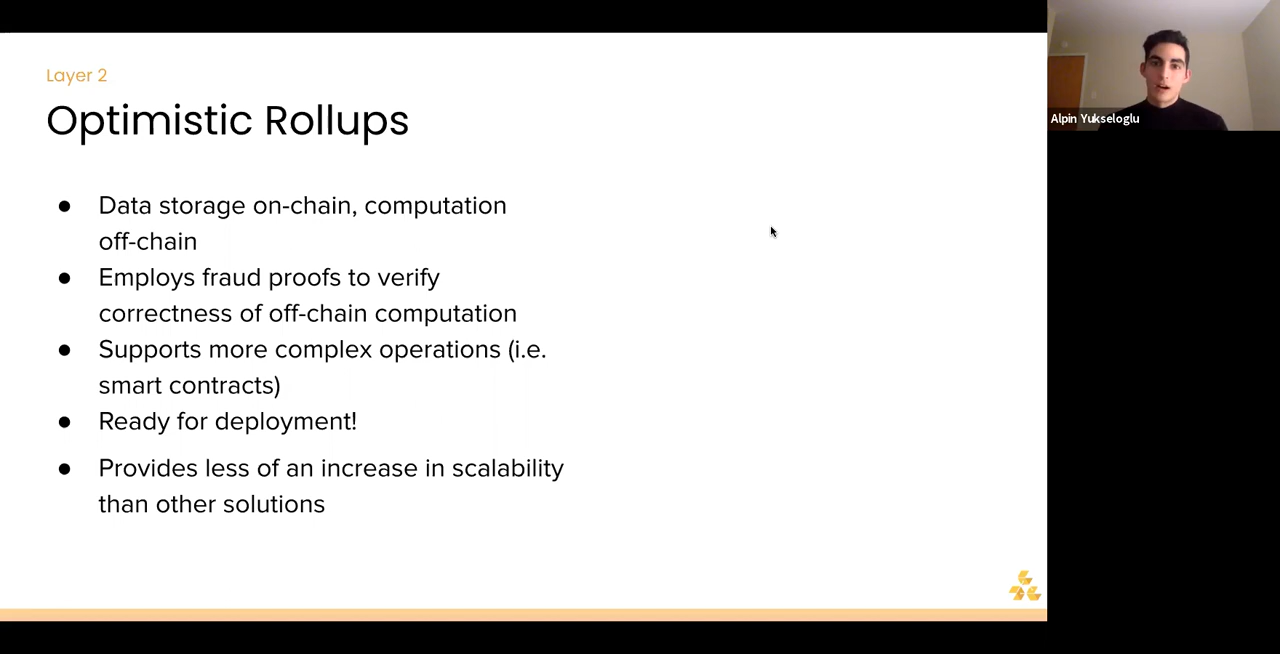 Layer 2
Optimistic Rollups
● Data storage on-chain, computation
off-chain
● Employs fraud proofs to verify
correctness of off-chain computation
● Supports more complex operations (i.e.
smart contracts)
● Ready for deployment!
● Provides less of an increase in scalability
than other solutions
Alpin Yukseloglu